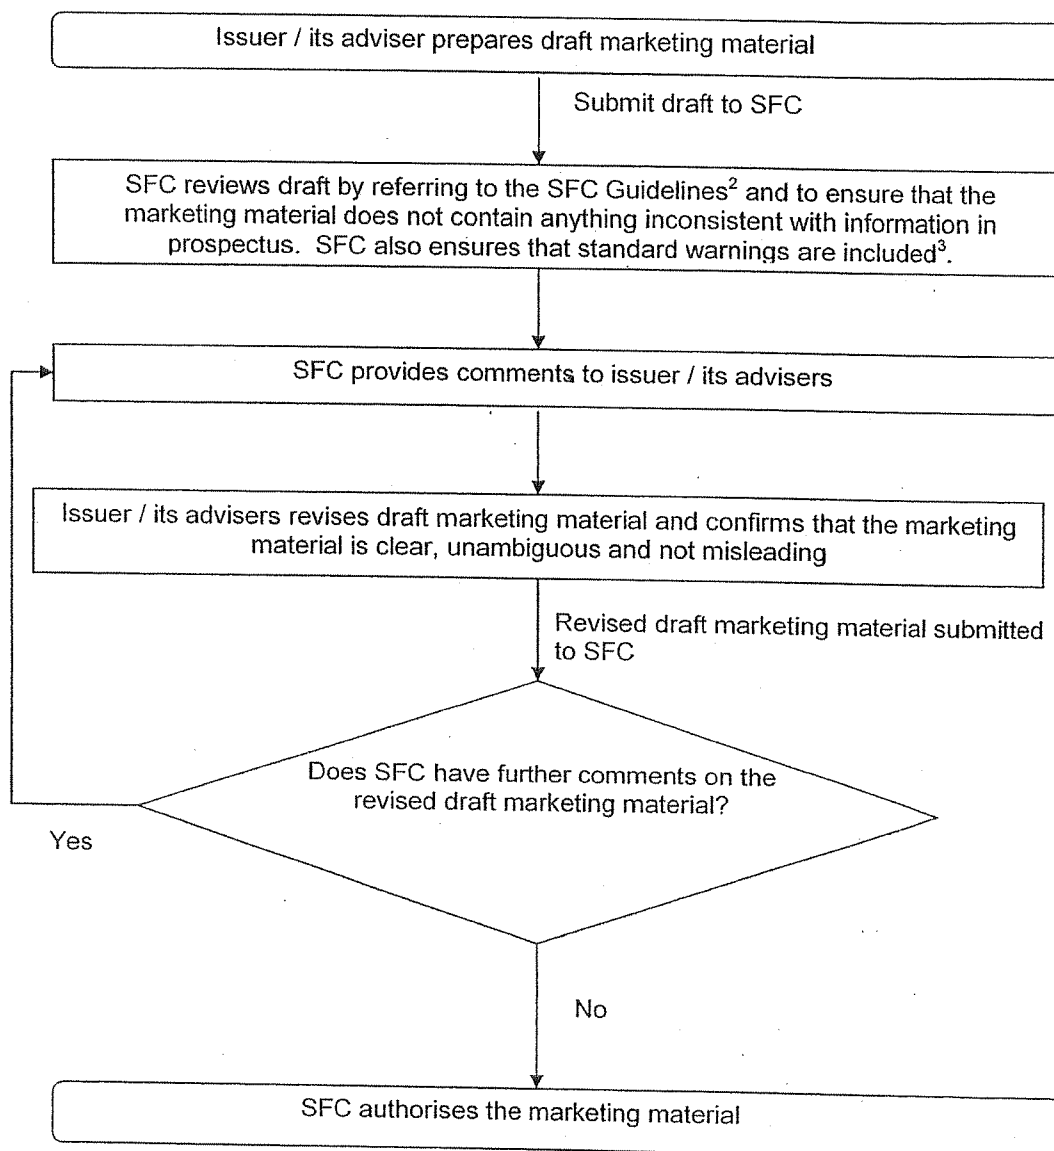 Issuer / its adviser prepares draft marketing material
Submit draft to SFC
SFC reviews draft by referring to the SFC Guidelines² and to ensure that the
marketing material does not contain anything inconsistent with information in
prospectus. SFC also ensures that standard warnings are included³.
SFC provides comments to issuer / its advisers
Issuer / its advisers revises draft marketing material and confirms that the marketing
material is clear, unambiguous and not misleading
Revised draft marketing material submitted
to SFC
Does SFC have further comments on the
revised draft marketing material?
Yes
No
SFC authorises the marketing material